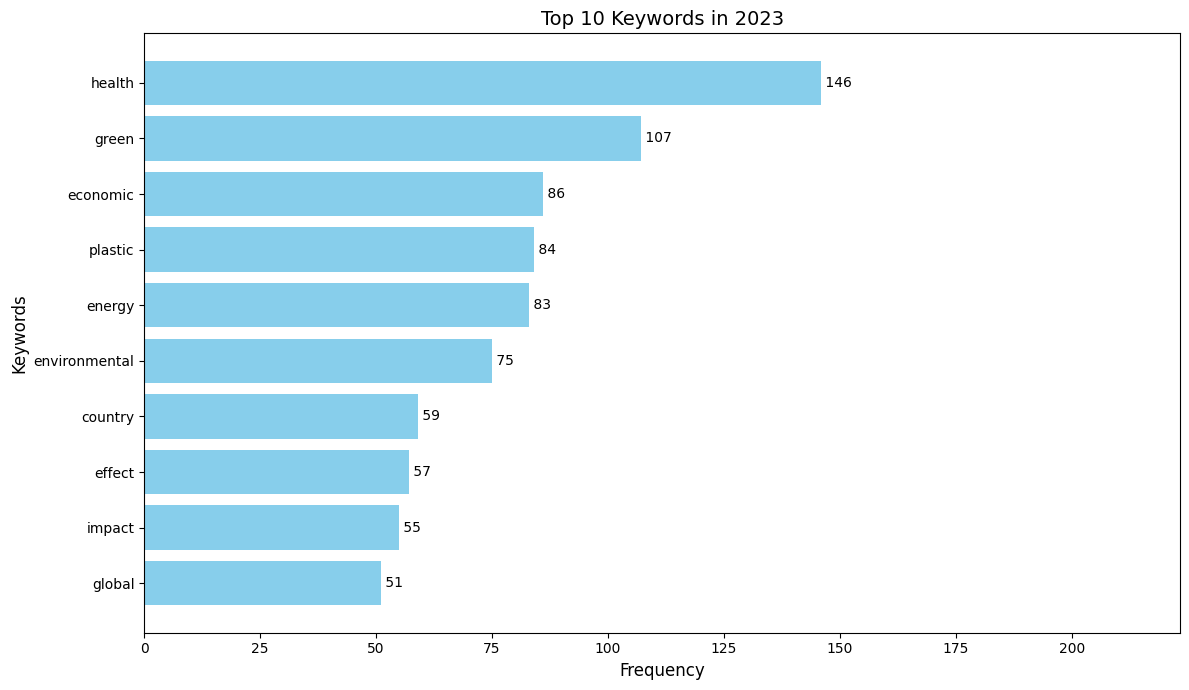 Top 10 Keywords in 2023
Keywords
health 146
green 107
economic 86
plastic 84
energy 83
environmental 75
country 59
effect 57
impact 55
global 51
0 25 50 75 100 125 150 175 200
Frequency